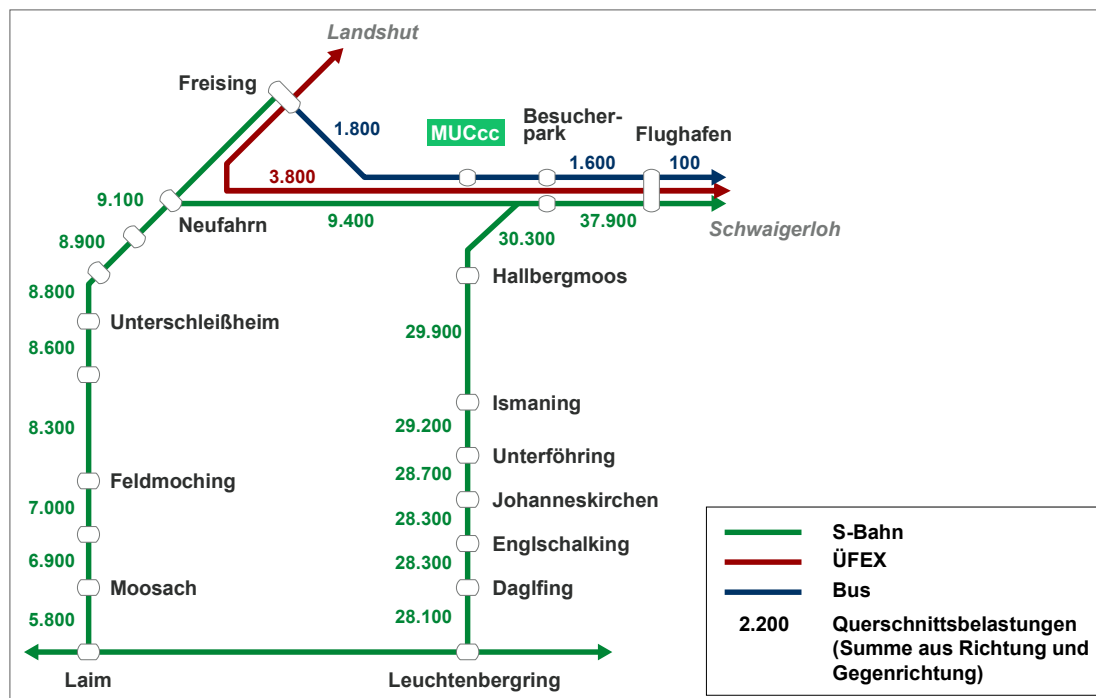 Landshut
Freising
1.800
MUCcc
Besucher-
park
Flughafen
1.600
100
3.800
9.100
Neufahrn
9.400
37.900
Schwaigerloh
8.900
30.300
8.800
Hallbergmoos
Unterschleißheim
29.900
8.600
Ismaning
8.300
29.200
Unterföhring
Feldmoching
28.700
7.000
Johanneskirchen
28.300
Englschalking
6.900
28.300
Moosach
Daglfing
5.800
28.100
Laim
Leuchtenbergring
S-Bahn
ÜFEX
Bus
2.200 Querschnittsbelastungen
(Summe aus Richtung und
Gegenrichtung)